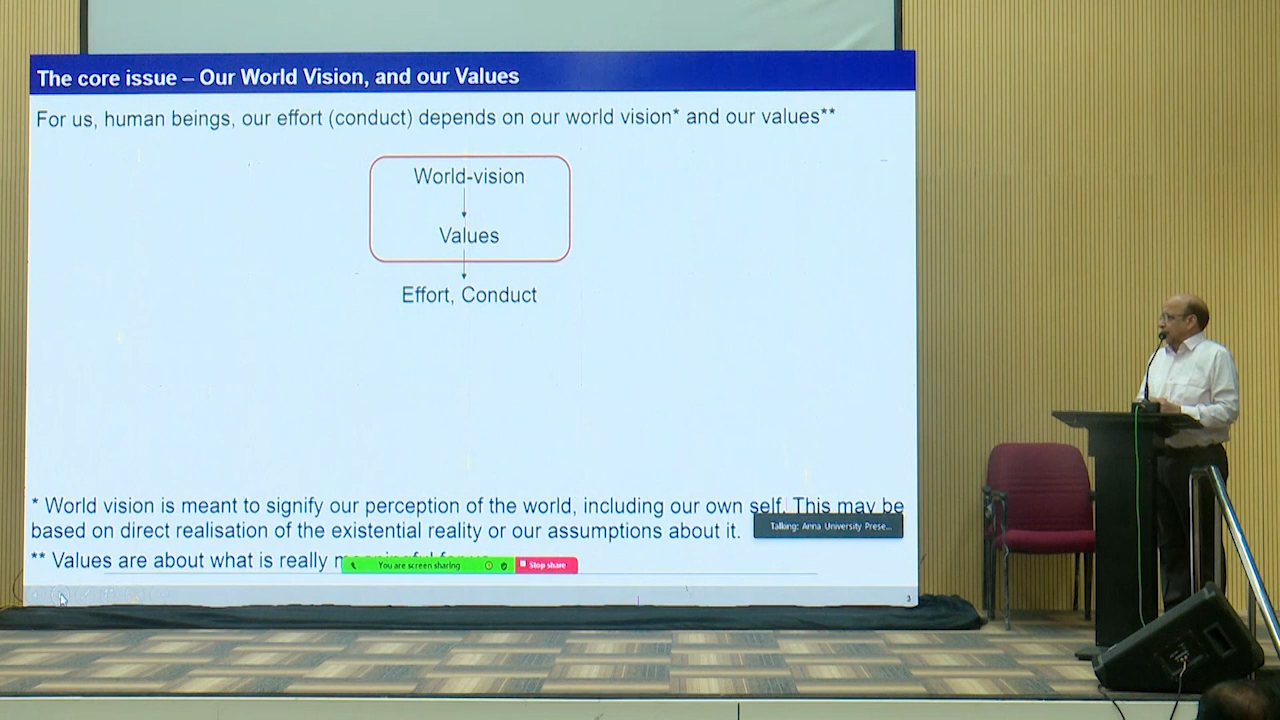 The core issue – Our World Vision, and our Values
For us, human beings, our effort (conduct) depends on our world vision* and our values**
World-vision
Values
Effort, Conduct
* World vision is meant to signify our perception of the world, including our own self. This may be
based on direct realisation of the existential reality or our assumptions about it.
Talking: Anna University Prese...
** Values are about what is really
You are screen sharing
Stop share
3